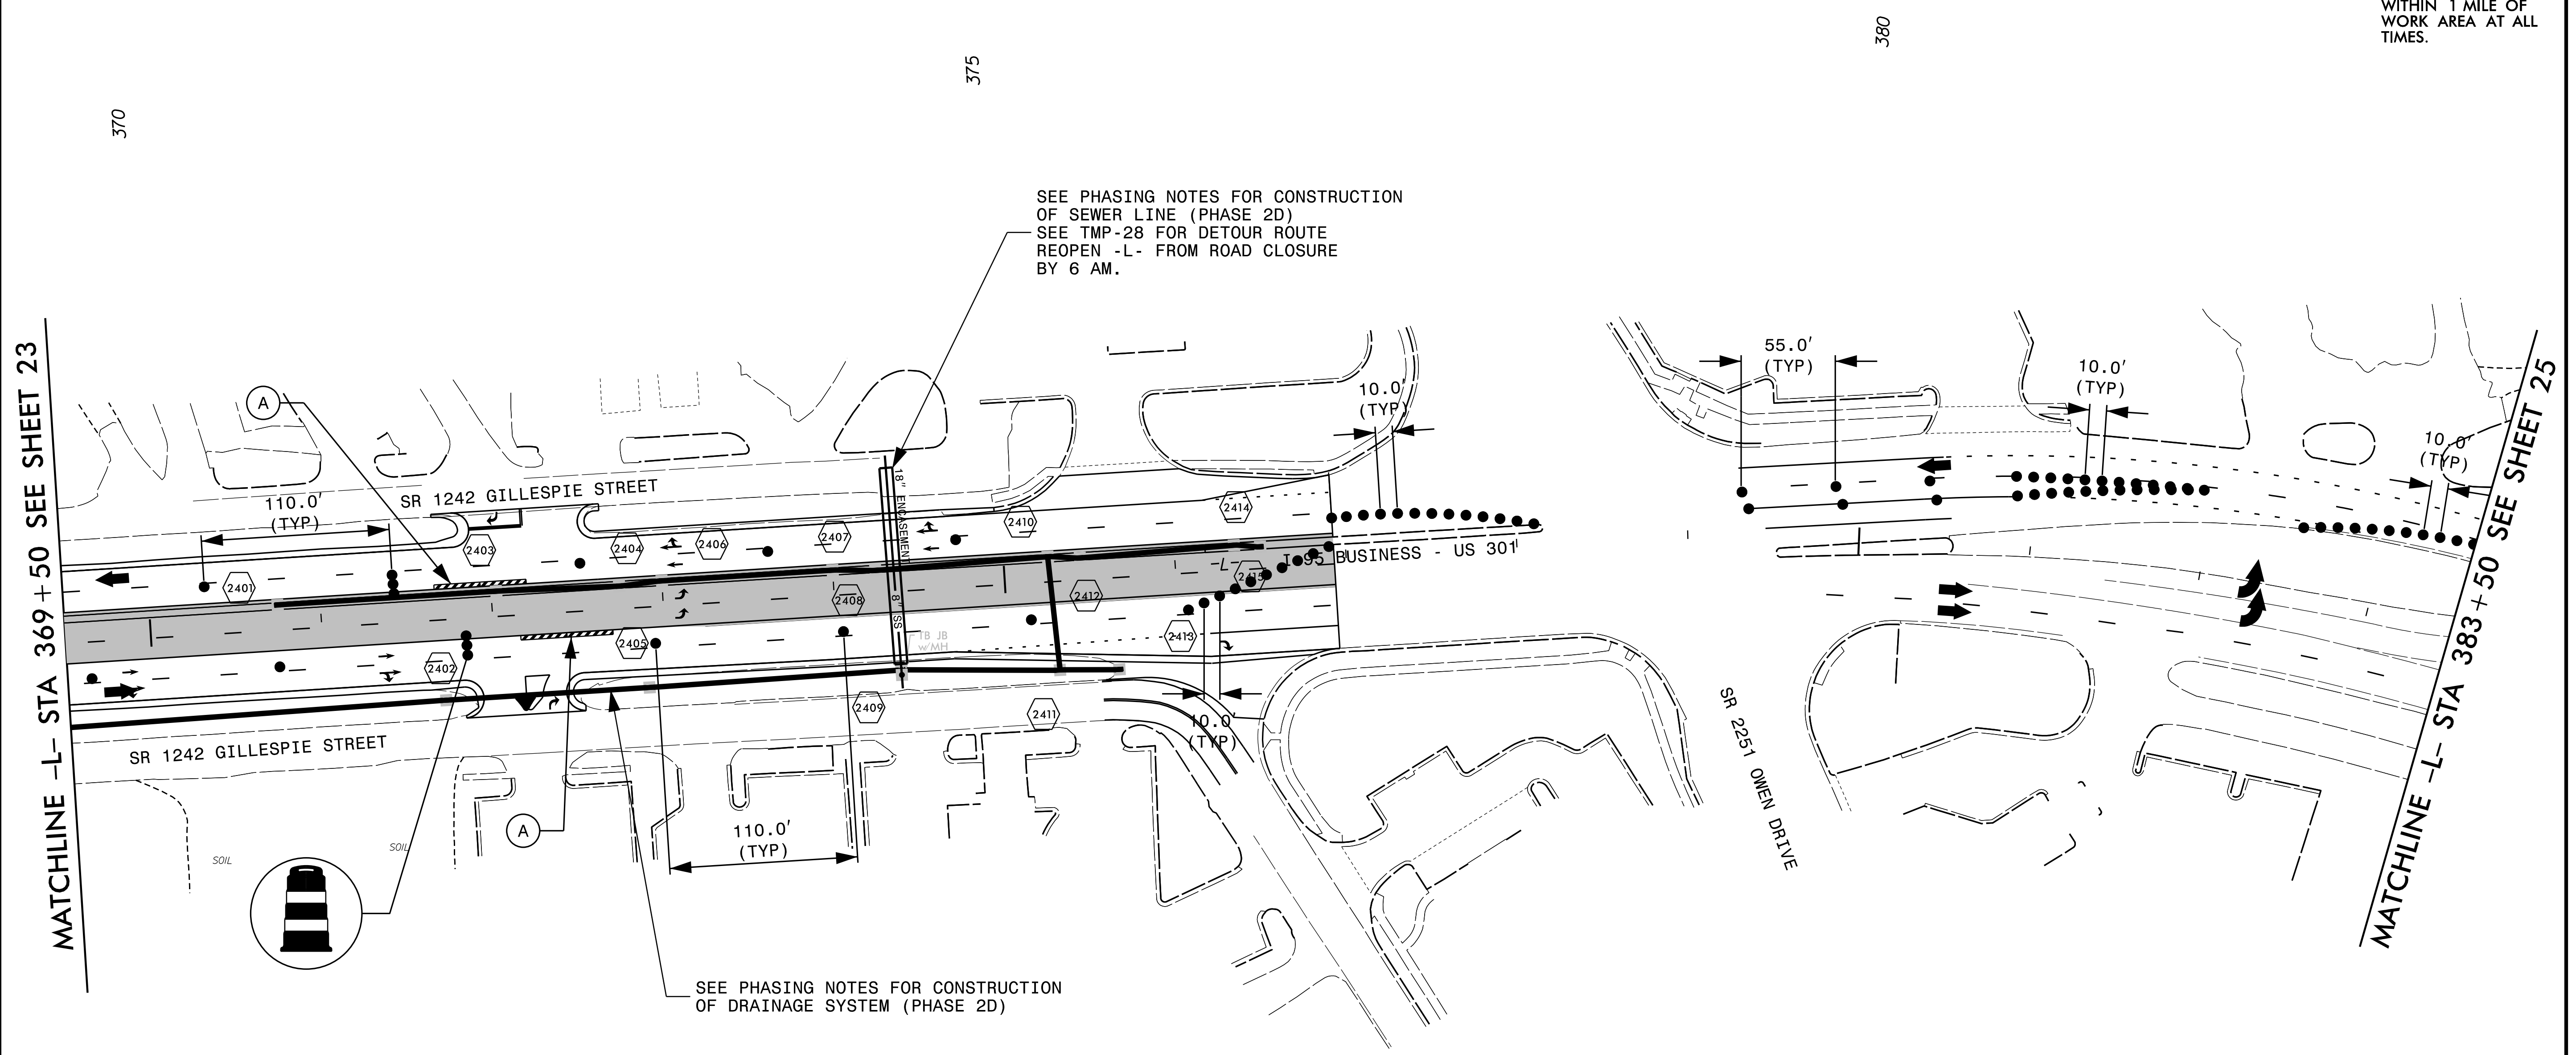 WITHIN 1 MILE OF
WORK AREA AT ALL
TIMES.
370
375
380
SEE PHASING NOTES FOR CONSTRUCTION
OF SEWER LINE (PHASE 2D)
SEE TMP-28 FOR DETOUR ROUTE
REOPEN -L- FROM ROAD CLOSURE
BY 6 AM.
MATCHLINE -L- STA 369+50 SEE SHEET 23
A
110.0'
(TYP)
SR 1242 GILLESPIE STREET
55.0'
(TYP)
10.0'
(TYP)
10.0'
(TYP)
10.0'
(TYP)
18" ENCASEMENT
8" SS
2401
2403
2404
2406
2407
2410
2414
2408
2412
2415
-L-
I-95 BUSINESS - US 301
2402
2405
2413
TB JB
w/MH
2409
2411
10.0'
(TYP)
SR 1242 GILLESPIE STREET
A
110.0'
(TYP)
SOIL
SOIL
SR 2251 OWEN DRIVE
SEE PHASING NOTES FOR CONSTRUCTION
OF DRAINAGE SYSTEM (PHASE 2D)
MATCHLINE -L- STA 383+50 SEE SHEET 25